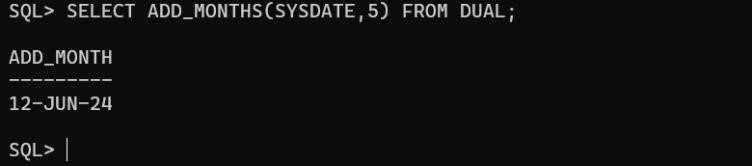 SQL> SELECT ADD_MONTHS(SYSDATE,5) FROM DUAL;
ADD_MONTH
---------
12-JUN-24
SQL>